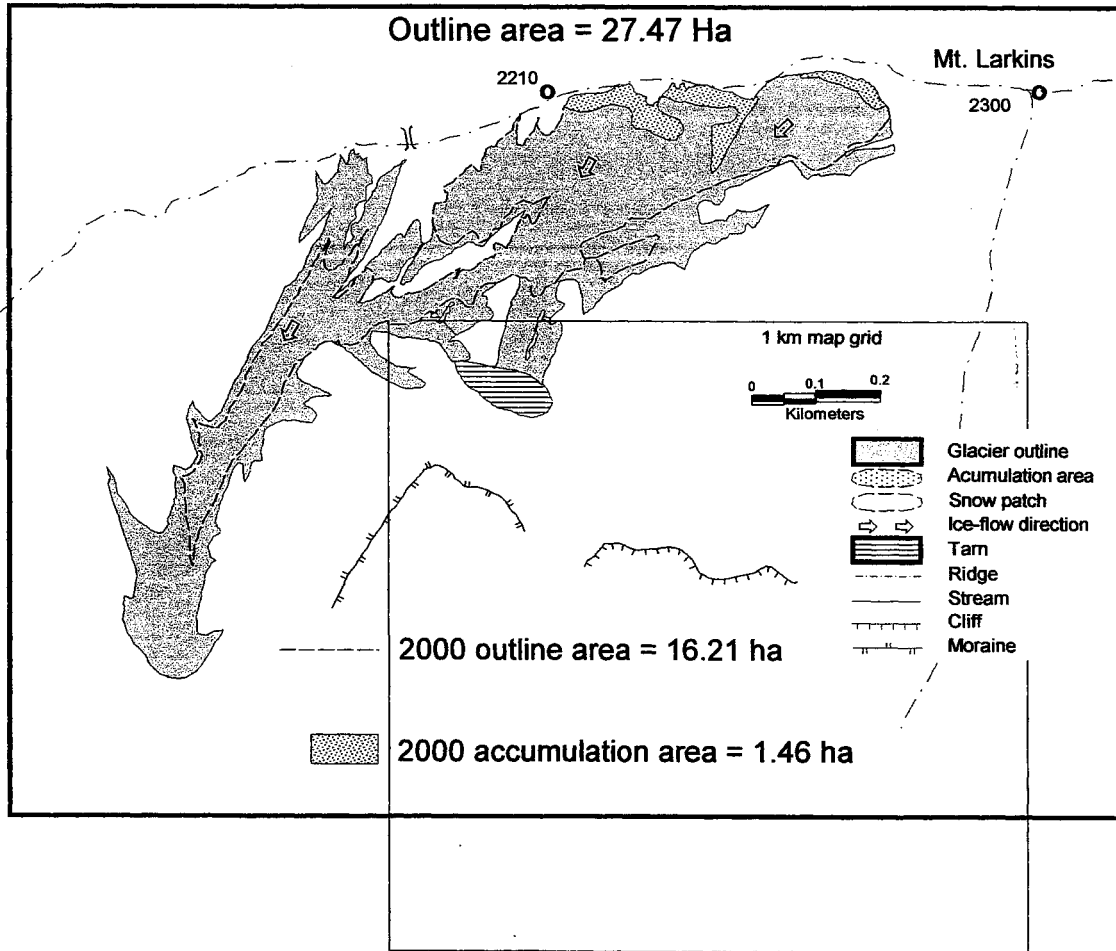 Outline area = 27.47 Ha
Mt. Larkins
2210
2300
1 km map grid
0 0.1 0.2
Kilometers
Glacier outline
Acumulation area
Snow patch
Ice-flow direction
Tarn
Ridge
Stream
Cliff
Moraine
2000 outline area = 16.21 ha
2000 accumulation area = 1.46 ha